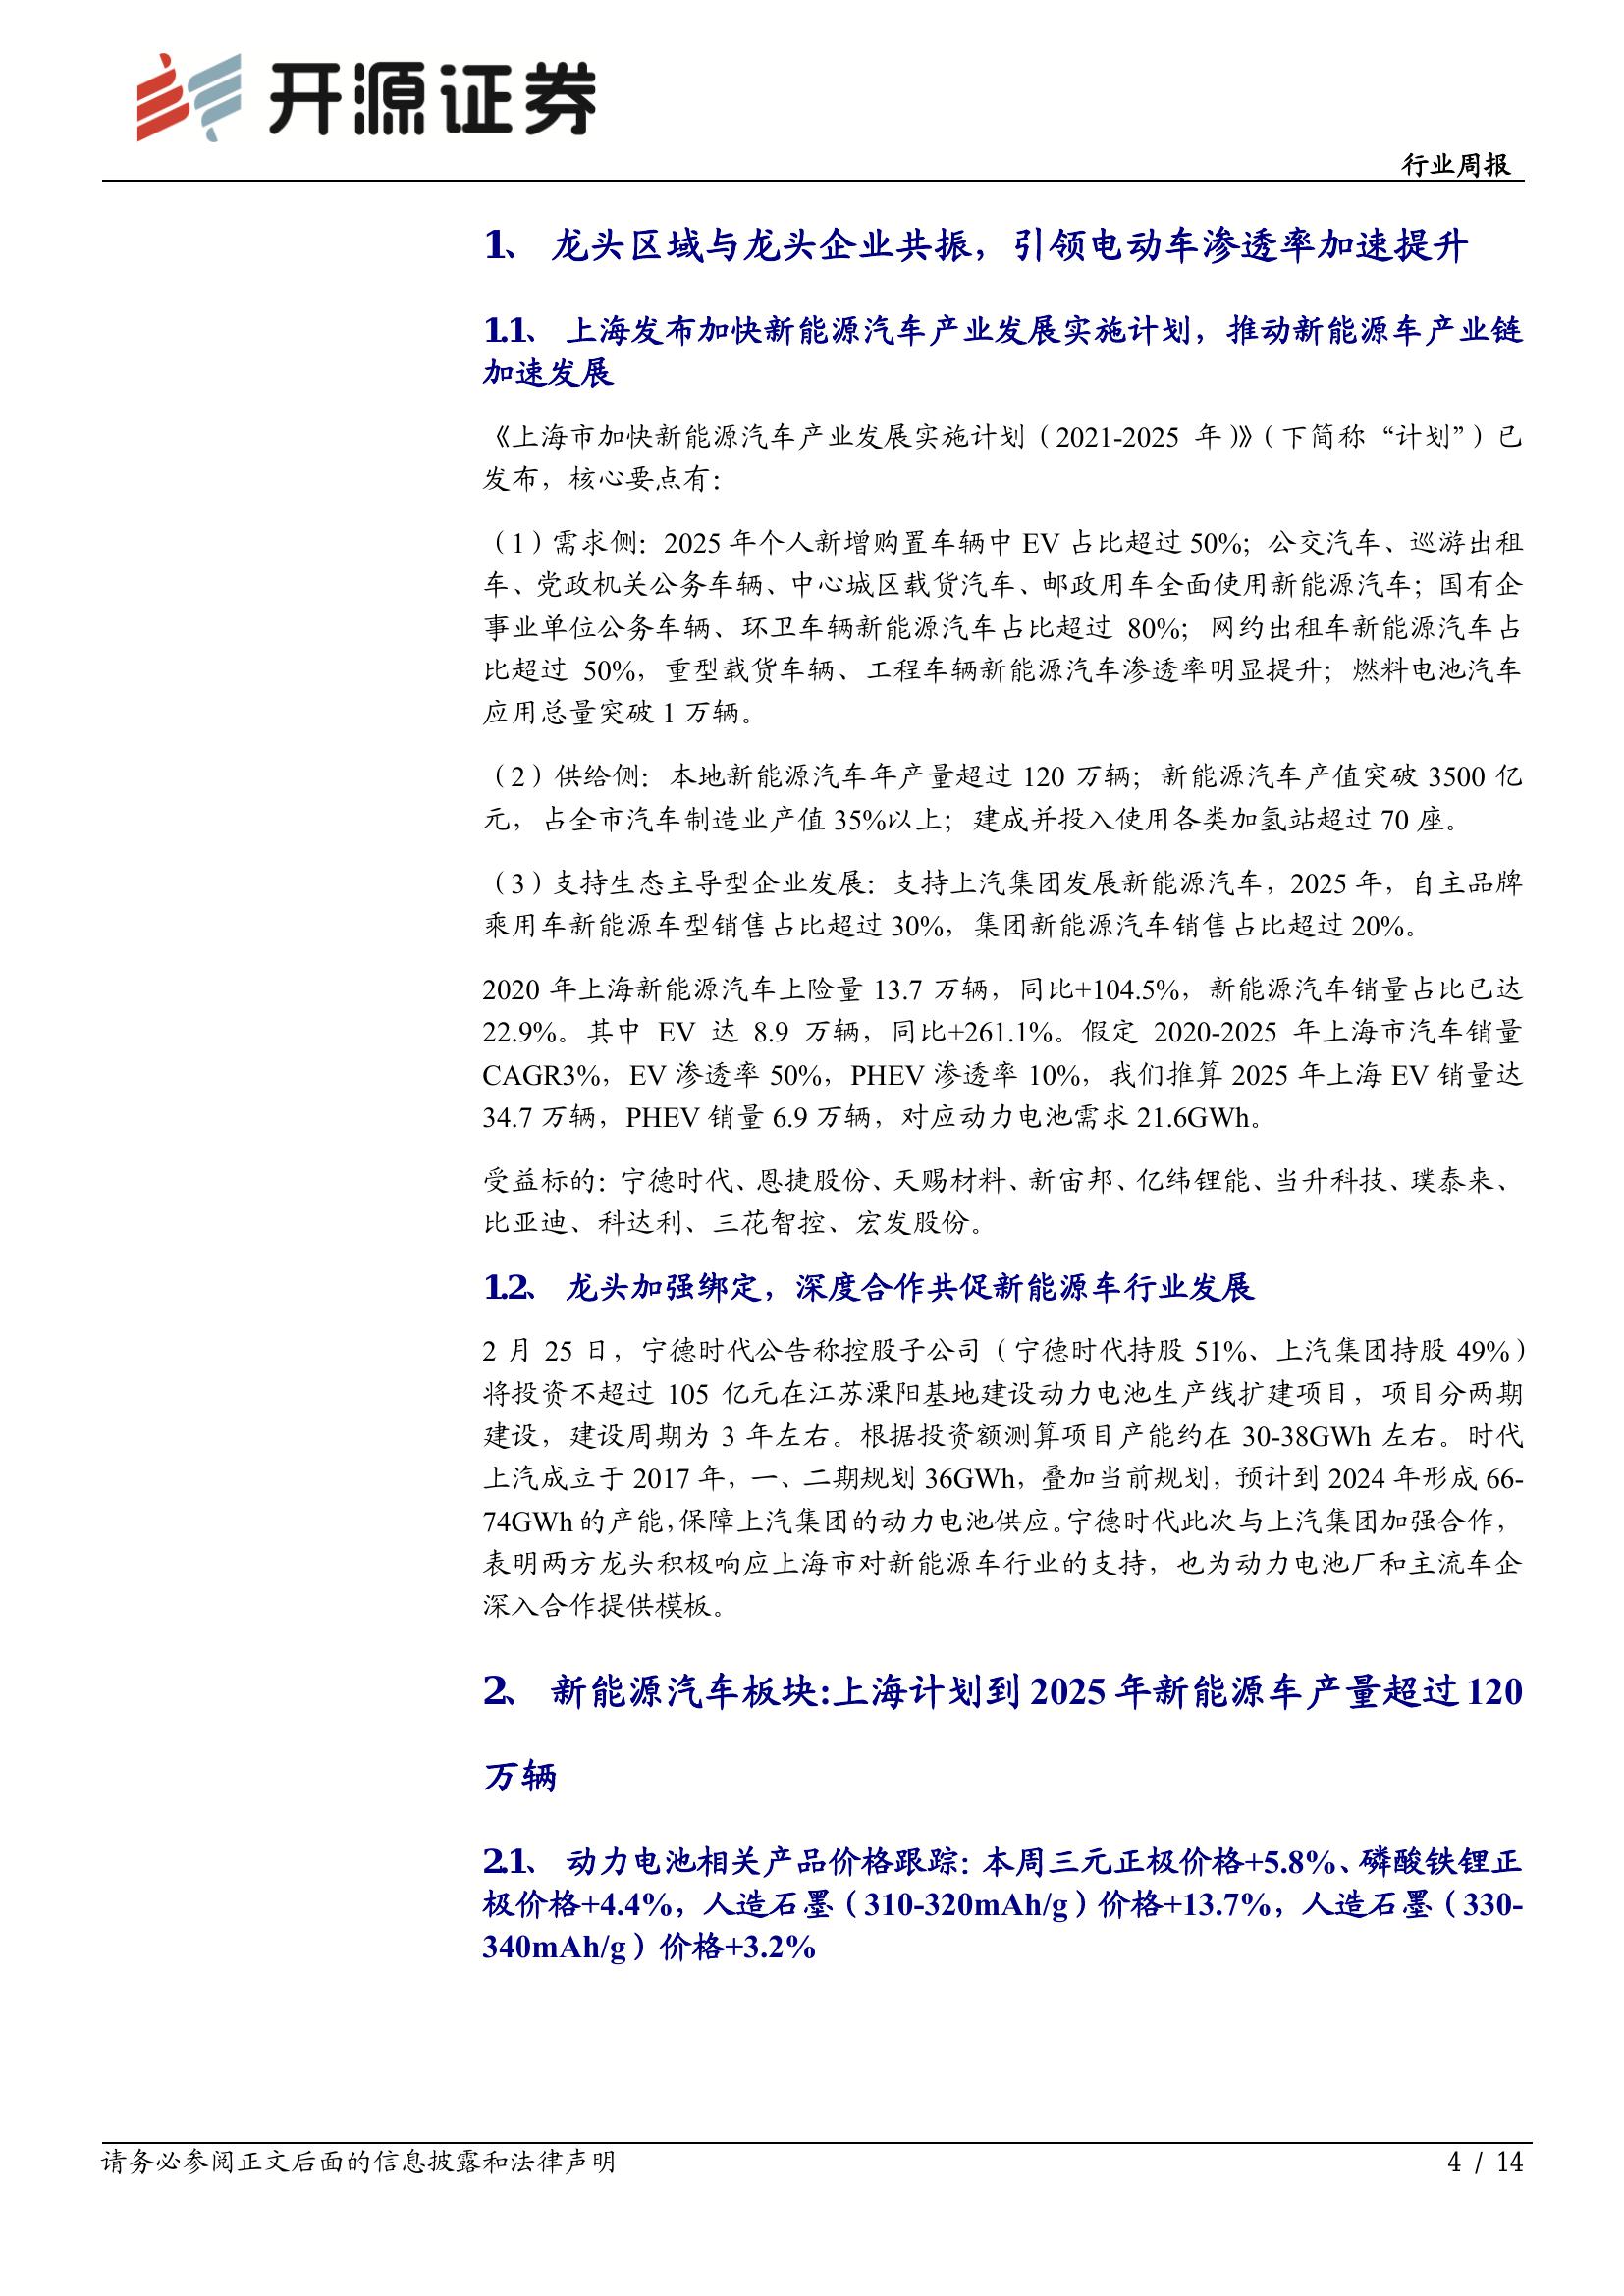 开源证券
行业周报
1、 龙头区域与龙头企业共振，引领电动车渗透率加速提升
1.1、 上海发布加快新能源汽车产业发展实施计划，推动新能源车产业链
加速发展
《上海市加快新能源汽车产业发展实施计划（2021-2025 年）》（下简称“计划”）已
发布，核心要点有：
（1）需求侧：2025 年个人新增购置车辆中 EV 占比超过 50%；公交汽车、巡游出租
车、党政机关公务车辆、中心城区载货汽车、邮政用车全面使用新能源汽车；国有企
事业单位公务车辆、环卫车辆新能源汽车占比超过 80%；网约出租车新能源汽车占
比超过 50%，重型载货车辆、工程车辆新能源汽车渗透率明显提升；燃料电池汽车
应用总量突破 1 万辆。
（2）供给侧：本地新能源汽车年产量超过 120 万辆；新能源汽车产值突破 3500 亿
元，占全市汽车制造业产值 35%以上；建成并投入使用各类加氢站超过 70 座。
（3）支持生态主导型企业发展：支持上汽集团发展新能源汽车，2025 年，自主品牌
乘用车新能源车型销售占比超过 30%，集团新能源汽车销售占比超过 20%。
2020 年上海新能源汽车上险量 13.7 万辆，同比+104.5%，新能源汽车销量占比已达
22.9%。其中 EV 达 8.9 万辆，同比+261.1%。假定 2020-2025 年上海市汽车销量
CAGR3%，EV 渗透率 50%，PHEV 渗透率 10%，我们推算 2025 年上海 EV 销量达
34.7 万辆，PHEV 销量 6.9 万辆，对应动力电池需求 21.6GWh。
受益标的：宁德时代、恩捷股份、天赐材料、新宙邦、亿纬锂能、当升科技、璞泰来、
比亚迪、科达利、三花智控、宏发股份。
1.2、 龙头加强绑定，深度合作共促新能源车行业发展
2 月 25 日，宁德时代公告称控股子公司（宁德时代持股 51%、上汽集团持股 49%）
将投资不超过 105 亿元在江苏溧阳基地建设动力电池生产线扩建项目，项目分两期
建设，建设周期为 3 年左右。根据投资额测算项目产能约在 30-38GWh 左右。时代
上汽成立于 2017 年，一、二期规划 36GWh，叠加当前规划，预计到 2024 年形成 66-
74GWh 的产能，保障上汽集团的动力电池供应。宁德时代此次与上汽集团加强合作，
表明两方龙头积极响应上海市对新能源车行业的支持，也为动力电池厂和主流车企
深入合作提供模板。
2、 新能源汽车板块:上海计划到 2025 年新能源车产量超过 120
万辆
2.1、 动力电池相关产品价格跟踪：本周三元正极价格+5.8%、磷酸铁锂正
极价格+4.4%，人造石墨（310-320mAh/g）价格+13.7%，人造石墨（330-
340mAh/g）价格+3.2%
请务必参阅正文后面的信息披露和法律声明
4 / 14